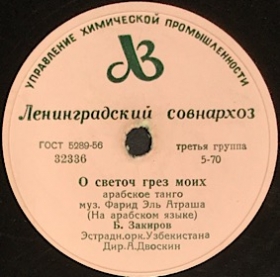 УПРАВЛЕНИЕ ХИМИЧЕСКОЙ ПРОМЫШЛЕННОСТИ
ЛЗ
Ленинградский совнархоз
ГОСТ 5289-56 третья группа
32336 5-70
О светоч грез моих
арабское танго
муз. Фарид Эль Атраша
(На арабском языке)
Б. Закиров
Эстрадн.орк.Узбекистана
Дир.А.Двоскин